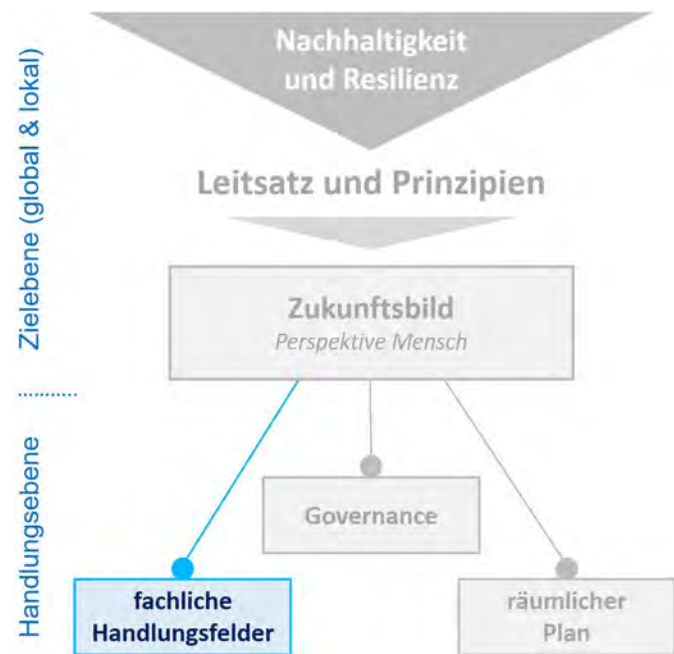 Zielebene (global & lokal)
Nachhaltigkeit
und Resilienz
Leitsatz und Prinzipien
Zukunftsbild
Perspektive Mensch
Handlungsebene
Governance
fachliche
Handlungsfelder
räumlicher
Plan